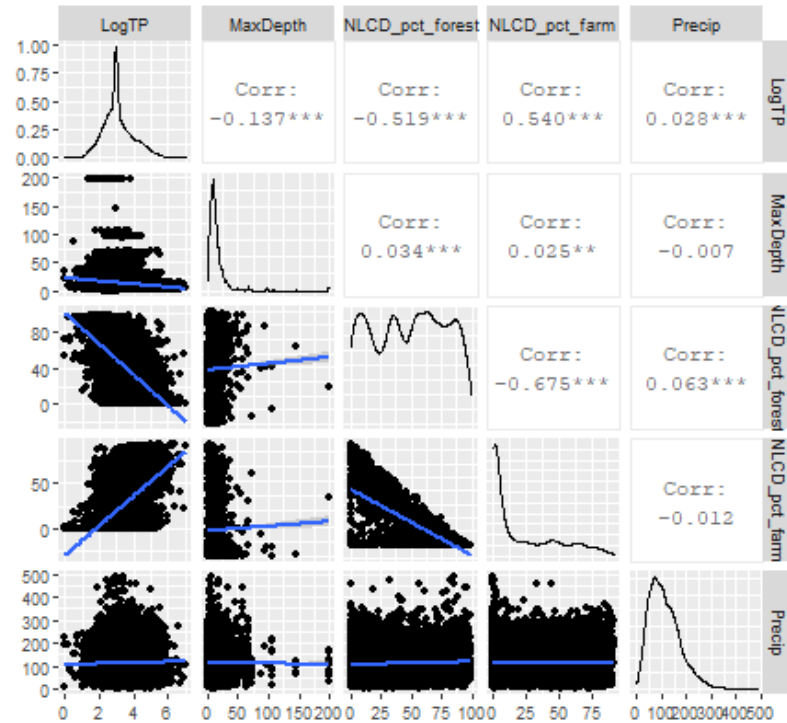 LogTP MaxDepth NLCD_pct_forest NLCD_pct_farm Precip
1.00
0.75
0.50
0.25
0.00
Corr:
-0.137***
Corr:
-0.519***
Corr:
0.540***
Corr:
0.028***
LogTP
200
150
100
50
0
Corr:
0.034***
Corr:
0.025**
Corr:
-0.007
MaxDepth
80
40
0
Corr:
-0.675***
Corr:
0.063***
NLCD_pct_forest
50
0
Corr:
-0.012
NLCD_pct_farm
500
400
300
200
100
0
Precip
0 2 4 6
0 50 100 150 200
0 25 50 75 100
0 25 50 75
0 100 200 300 400 500